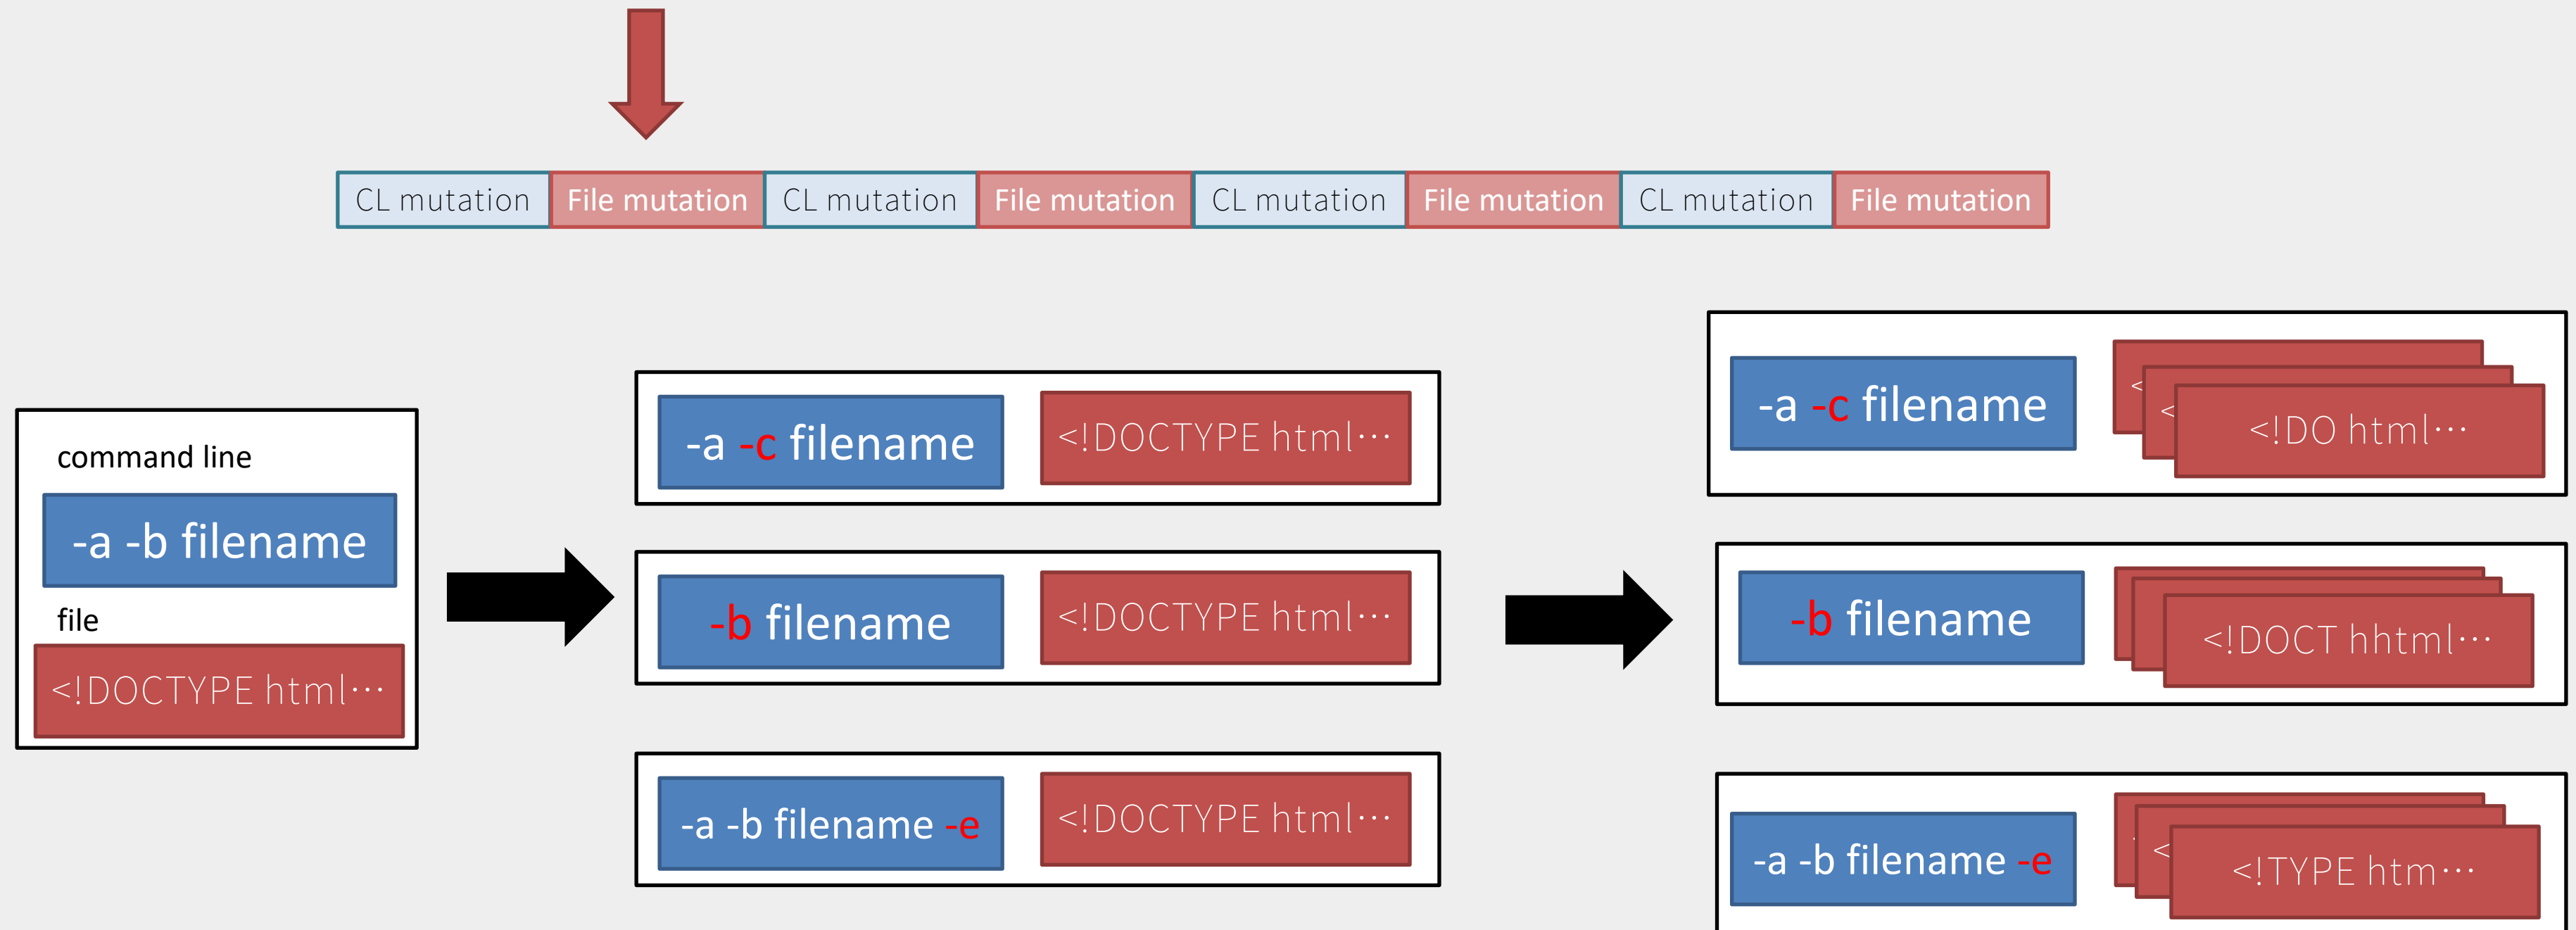 CL mutation File mutation CL mutation File mutation CL mutation File mutation CL mutation File mutation
command line
-a -b filename
file
<!DOCTYPE html…
-a -c filename
<!DOCTYPE html…
-b filename
<!DOCTYPE html…
-a -b filename -e
<!DOCTYPE html…
-a -c filename
<
<
<!DO html…
-b filename
<!DOCT hhtml…
-a -b filename -e
<
<!TYPE htm…